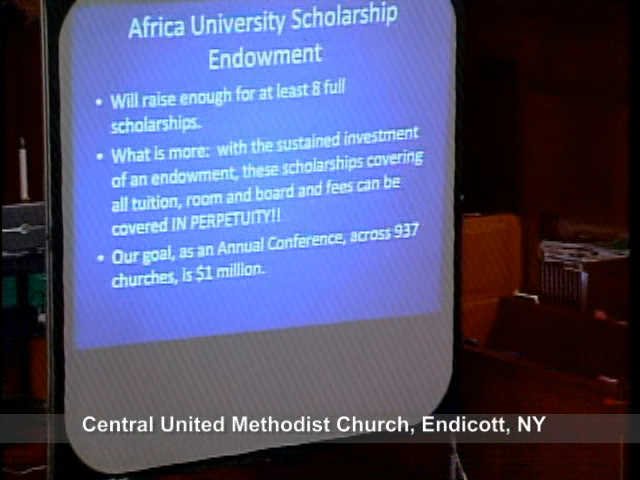 Africa University Scholarship
Endowment
• Will raise enough for at least 8 full
scholarships.
• What is more: with the sustained investment
of an endowment, these scholarships covering
all tuition, room and board and fees can be
covered IN PERPETUITY!!
• Our goal, as an Annual Conference, across 937
churches, is $1 million.
Central United Methodist Church, Endicott, NY